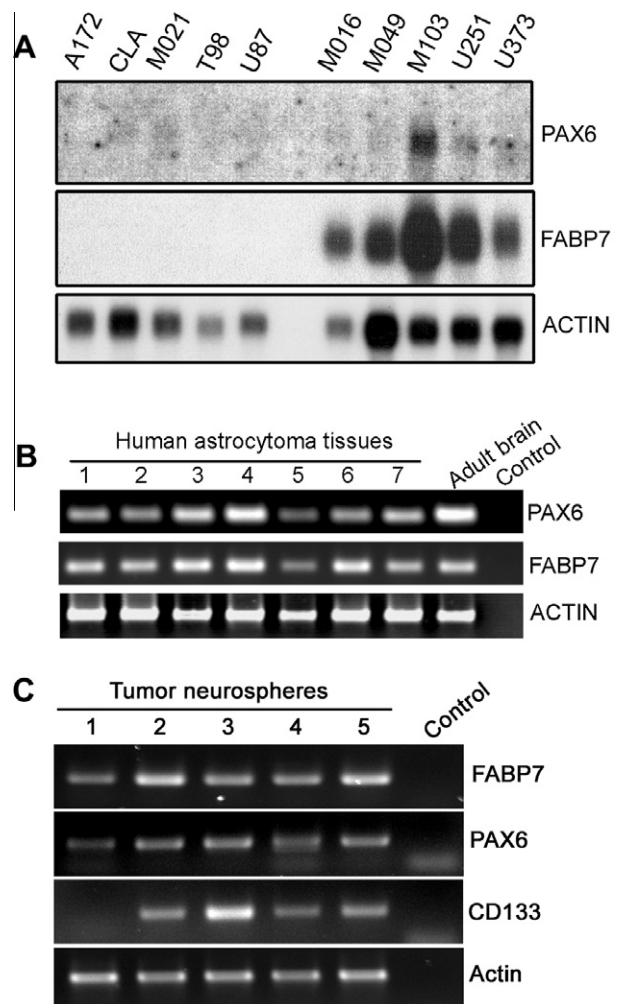 A
A172 CLA M021 T98 U87 M016 M049 M103 U251 U373
PAX6
FABP7
ACTIN
B
Human astrocytoma tissues
1 2 3 4 5 6 7 Adult brain Control
PAX6
FABP7
ACTIN
C
Tumor neurospheres
1 2 3 4 5 Control
FABP7
PAX6
CD133
Actin